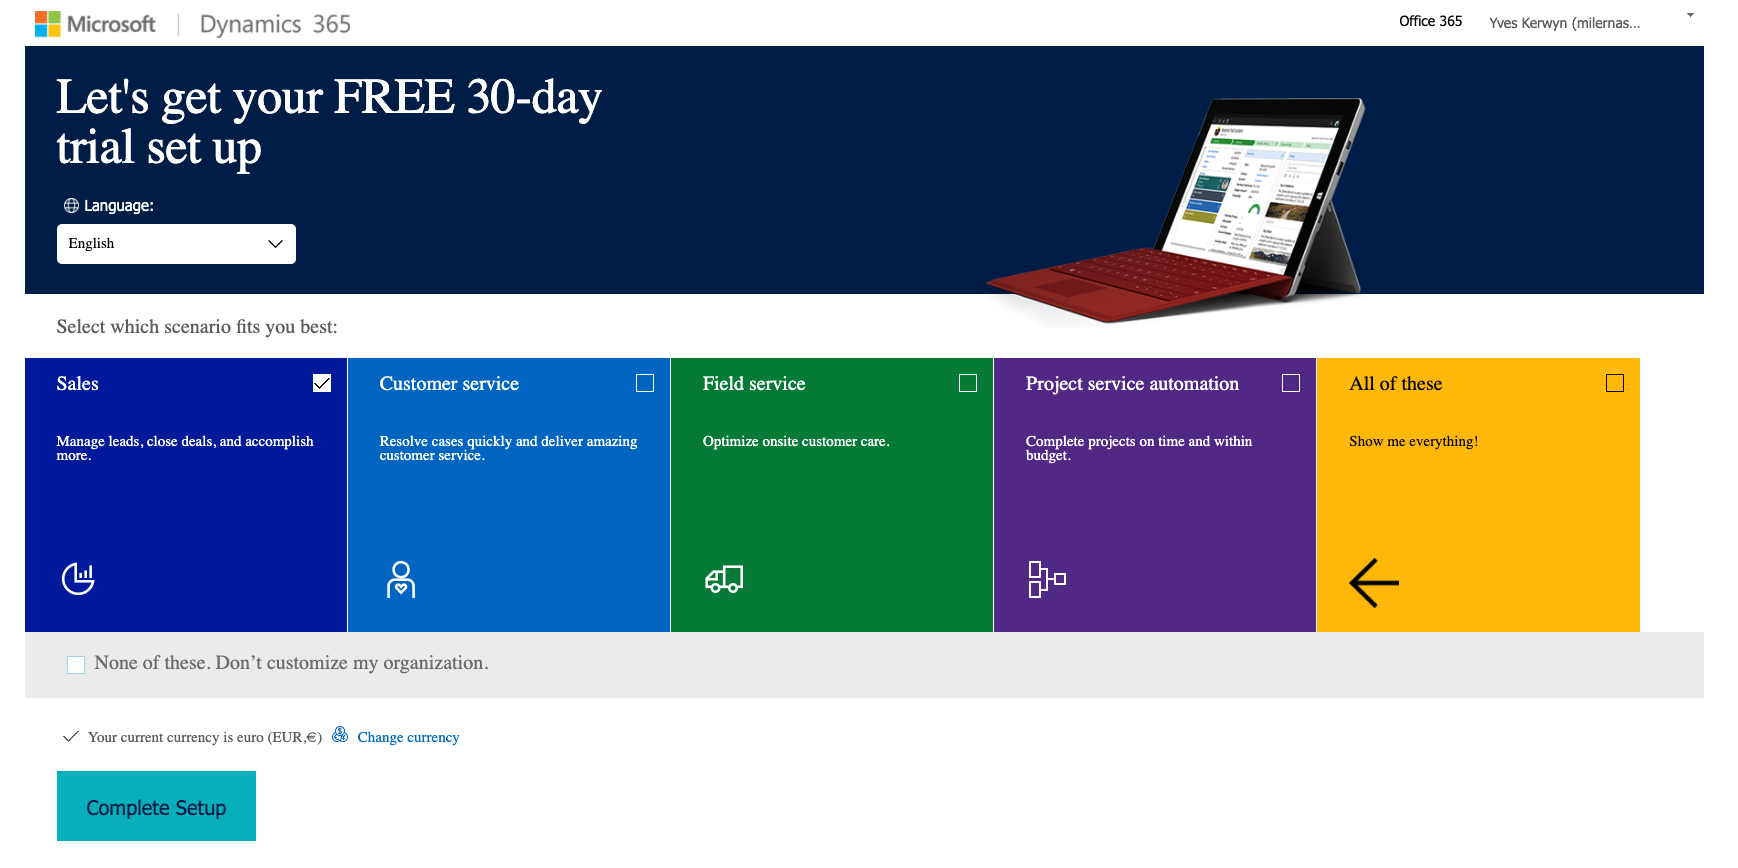 Microsoft Dynamics 365
Office 365 Yves Kerwyn (milernas...
Let's get your FREE 30-day
trial set up
Language:
English
Select which scenario fits you best:
Sales
Manage leads, close deals, and accomplish
more.
Customer service
Resolve cases quickly and deliver amazing
customer service.
Field service
Optimize onsite customer care.
Project service automation
Complete projects on time and within
budget.
All of these
Show me everything!
None of these. Don’t customize my organization.
Your current currency is euro (EUR,€) Change currency
Complete Setup